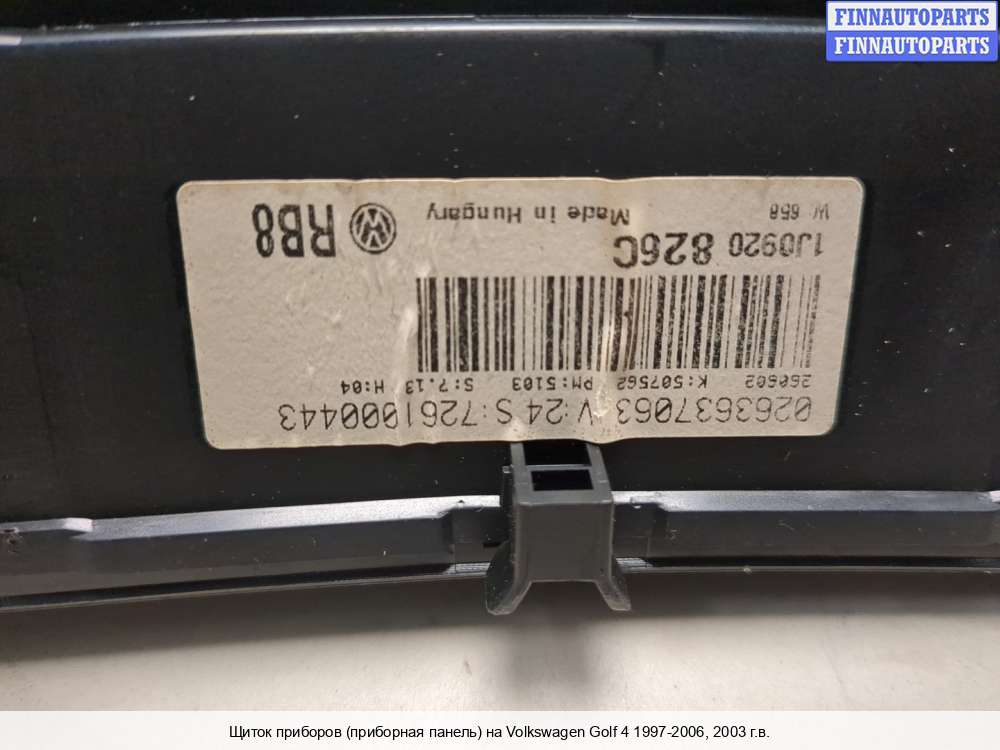 FINNAUTOPARTS
FINNAUTOPARTS
0263637063 V:24 S:7261000443
260602 K:507562 PM:5103 S:7.13 H:04
1J0920 826C
RB8
W 658 Made in Hungary
Щиток приборов (приборная панель) на Volkswagen Golf 4 1997-2006, 2003 г.в.